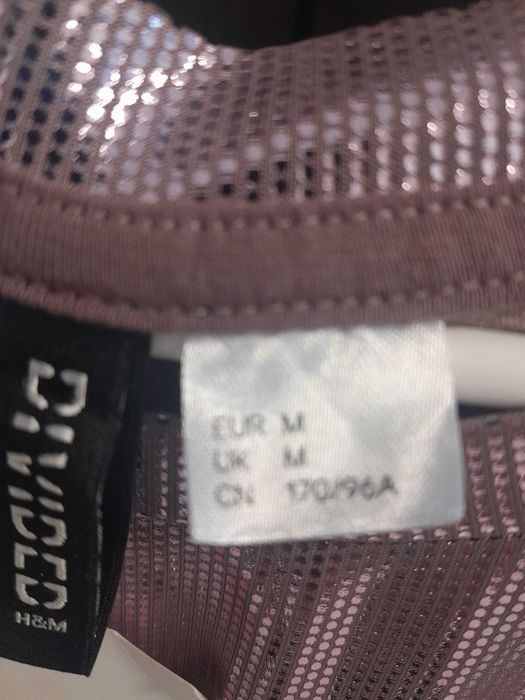 DIVIDED
H&M
EUR M
UK M
CN 170/96A